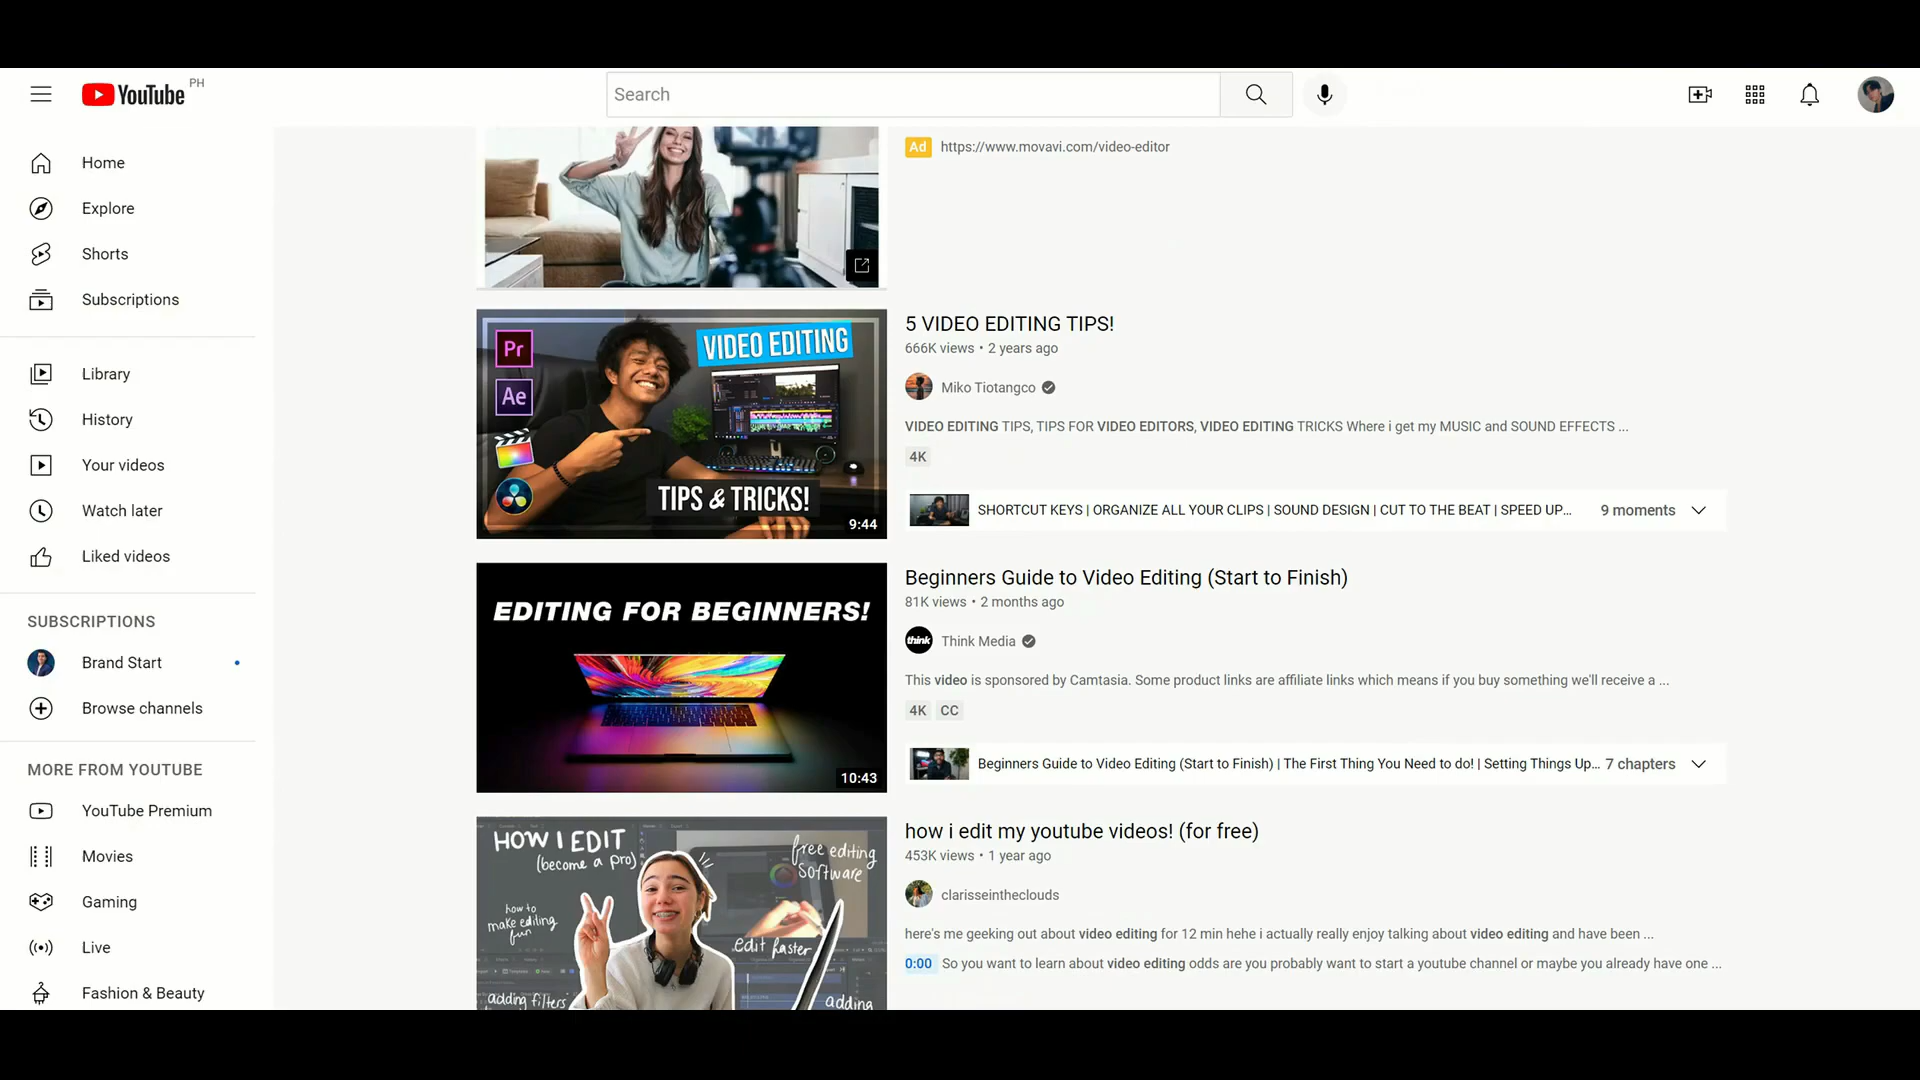 YouTube PH
Search
Home
Explore
Shorts
Subscriptions
Library
History
Your videos
Watch later
Liked videos
SUBSCRIPTIONS
Brand Start
Browse channels
MORE FROM YOUTUBE
YouTube Premium
Movies
Gaming
Live
Fashion & Beauty
Ad https://www.movavi.com/video-editor
Pr
Ae
VIDEO EDITING
TIPS & TRICKS!
9:44
5 VIDEO EDITING TIPS!
666K views • 2 years ago
Miko Tiotangco
VIDEO EDITING TIPS, TIPS FOR VIDEO EDITORS, VIDEO EDITING TRICKS Where i get my MUSIC and SOUND EFFECTS ...
4K
SHORTCUT KEYS | ORGANIZE ALL YOUR CLIPS | SOUND DESIGN | CUT TO THE BEAT | SPEED UP... 9 moments
EDITING FOR BEGINNERS!
10:43
Beginners Guide to Video Editing (Start to Finish)
81K views • 2 months ago
think
Think Media
This video is sponsored by Camtasia. Some product links are affiliate links which means if you buy something we'll receive a ...
4K CC
Beginners Guide to Video Editing (Start to Finish) | The First Thing You Need to do! | Setting Things Up... 7 chapters
HOW I EDIT
(become a pro)
free editing
software
how to
make editing
fun
edit faster
adding filters
adding
how i edit my youtube videos! (for free)
453K views • 1 year ago
clarisseintheclouds
here's me geeking out about video editing for 12 min hehe i actually really enjoy talking about video editing and have been ...
0:00 So you want to learn about video editing odds are you probably want to start a youtube channel or maybe you already have one ...